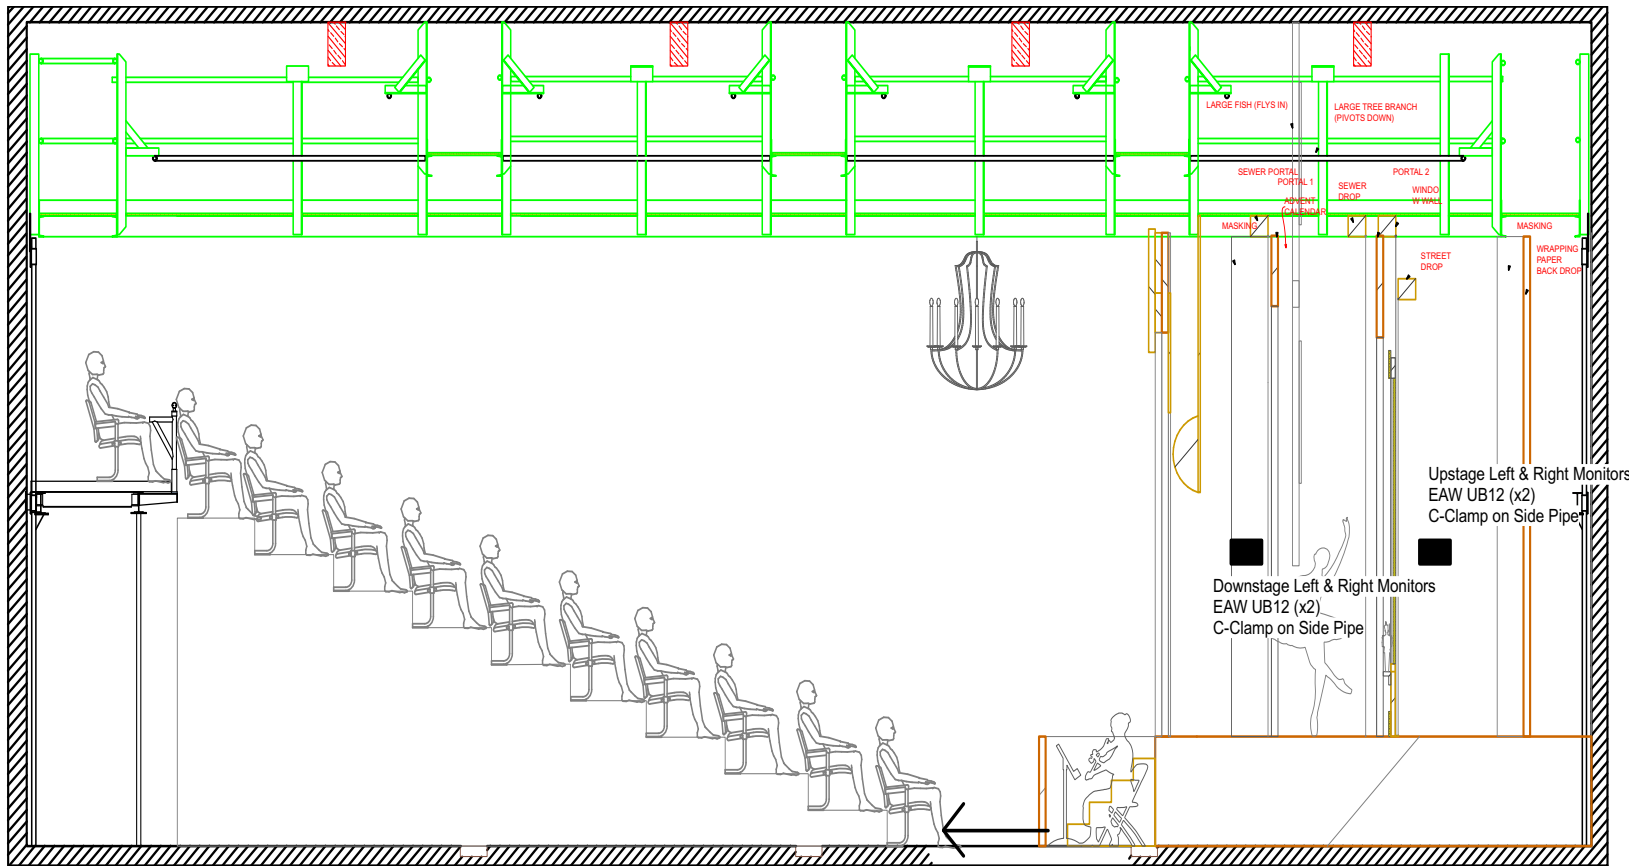 LARGE FISH (FLYS IN)
LARGE TREE BRANCH
(PIVOTS DOWN)
SEWER PORTAL
PORTAL 1
ADVENT
CALENDAR
SEWER
DROP
PORTAL 2
WINDO
W WALL
MASKING
MASKING
STREET
DROP
WRAPPING
PAPER
BACK DROP
Upstage Left & Right Monitors
EAW UB12 (x2)
C-Clamp on Side Pipe
Downstage Left & Right Monitors
EAW UB12 (x2)
C-Clamp on Side Pipe